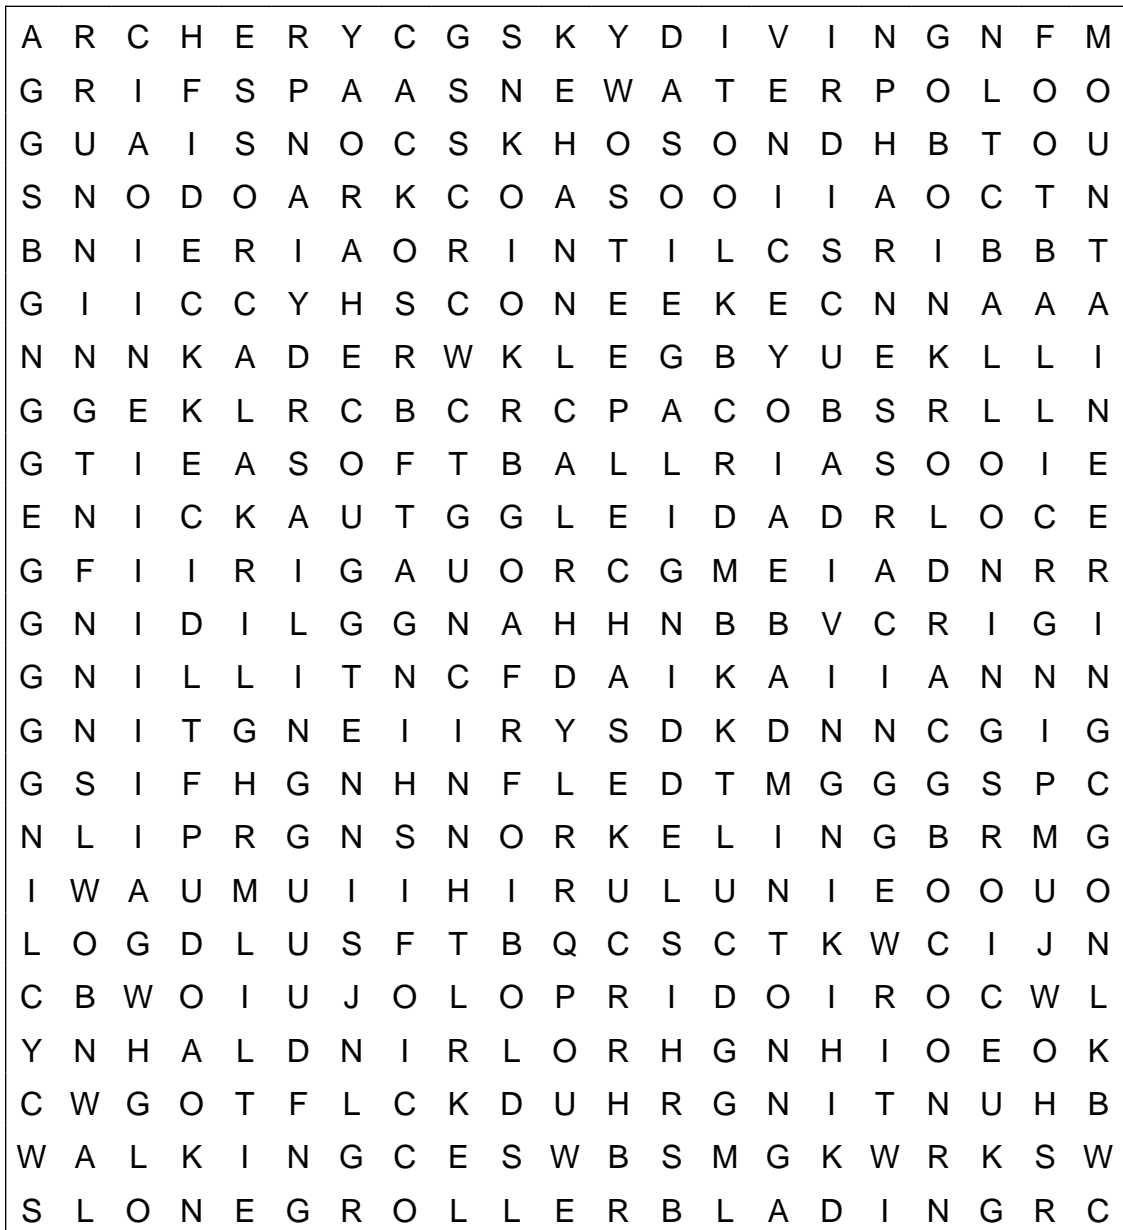 A R C H E R Y C G S K Y D I V I N G N F M
G R I F S P A A S N E W A T E R P O L O O
G U A I S N O C S K H O S O N D H B T O U
S N O D O A R K C O A S O O I I A O C T N
B N I E R I A O R I N T I L C S R I B B T
G I I C C Y H S C O N E E K E C N N A A A
N N N K A D E R W K L E G B Y U E K L L I
G G E K L R C B C R C P A C O B S R L L N
G T I E A S O F T B A L L R I A S O O I E
E N I C K A U T G G L E I D A D R L O C E
G F I I R I G A U O R C G M E I A D N R R
G N I D I L G G N A H H N B B V C R I G I
G N I L L I T N C F D A I K A I I A N N N
G N I T G N E I I R Y S D K D N N C G I G
G S I F H G N H N F L E D T M G G G S P C
N L I P R G N S N O R K E L I N G B R M G
I W A U M U I I H I R U L U N I E O O U O
L O G D L U S F T B Q C S C T K W C I J N
C B W O I U J O L O P R I D O I R O C W L
Y N H A L D N I R L O R H G N H I O E O K
C W G O T F L C K D U H R G N I T N U H B
W A L K I N G C E S W B S M G K W R K S W
S L O N E G R O L L E R B L A D I N G R C